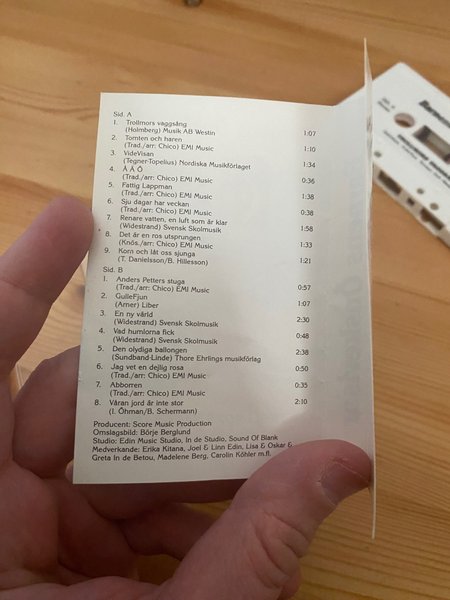 Sid. A
1. Trollmors vaggsång
(Holmberg) Musik AB Westin 1:07
2. Tomten och haren
(Trad./arr: Chico) EMI Music 1:10
3. VideVisan
(Tegner-Topelius) Nordiska Musikförlaget 1:34
4. Å Ä Ö
(Trad./arr: Chico) EMI Music 0:36
5. Fattig Lappman
(Trad./arr: Chico) EMI Music 1:38
6. Sju dagar har veckan
(Trad./arr: Chico) EMI Music 0:38
7. Renare vatten, en luft som är klar
(Widestrand) Svensk Skolmusik 1:58
8. Det är en ros utsprungen
(Knös./arr: Chico) EMI Music 1:33
9. Kom och låt oss sjunga
(T. Danielsson/B. Hillesson) 1:21
Sid. B
1. Anders Petters stuga
(Trad./arr: Chico) EMI Music 0:57
2. GulleFjun
(Arner) Liber 1:07
3. En ny värld
(Widestrand) Svensk Skolmusik 2:30
4. Vad humlorna fick
(Widestrand) Svensk Skolmusik 0:48
5. Den olydiga ballongen
(Sundband-Linde) Thore Ehrlings musikförlag 2:38
6. Jag vet en dejlig rosa
(Trad./arr: Chico) EMI Music 0:50
7. Abborren
(Trad./arr: Chico) EMI Music 0:35
8. Våran jord är inte stor
(I. Öhman/B. Schermann) 2:10
Producent: Score Music Production
Omslagsbild: Börje Berglund
Studio: Edin Music Studio, In de Studio, Sound Of Blank
Medverkande: Erika Kitana, Joel & Linn Edin, Lisa & Oskar &
Greta In de Betou, Madelene Berg, Carolin Köhler m.fl.